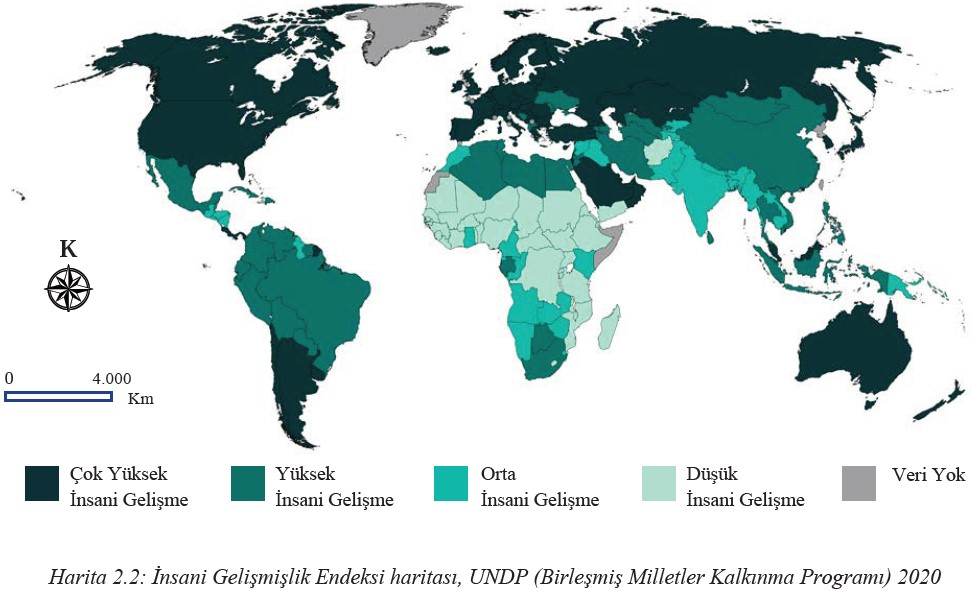 K
0 4.000
Km
Çok Yüksek
İnsani Gelişme
Yüksek
İnsani Gelişme
Orta
İnsani Gelişme
Düşük
İnsani Gelişme
Veri Yok
Harita 2.2: İnsani Gelişmişlik Endeksi haritası, UNDP (Birleşmiş Milletler Kalkınma Programı) 2020